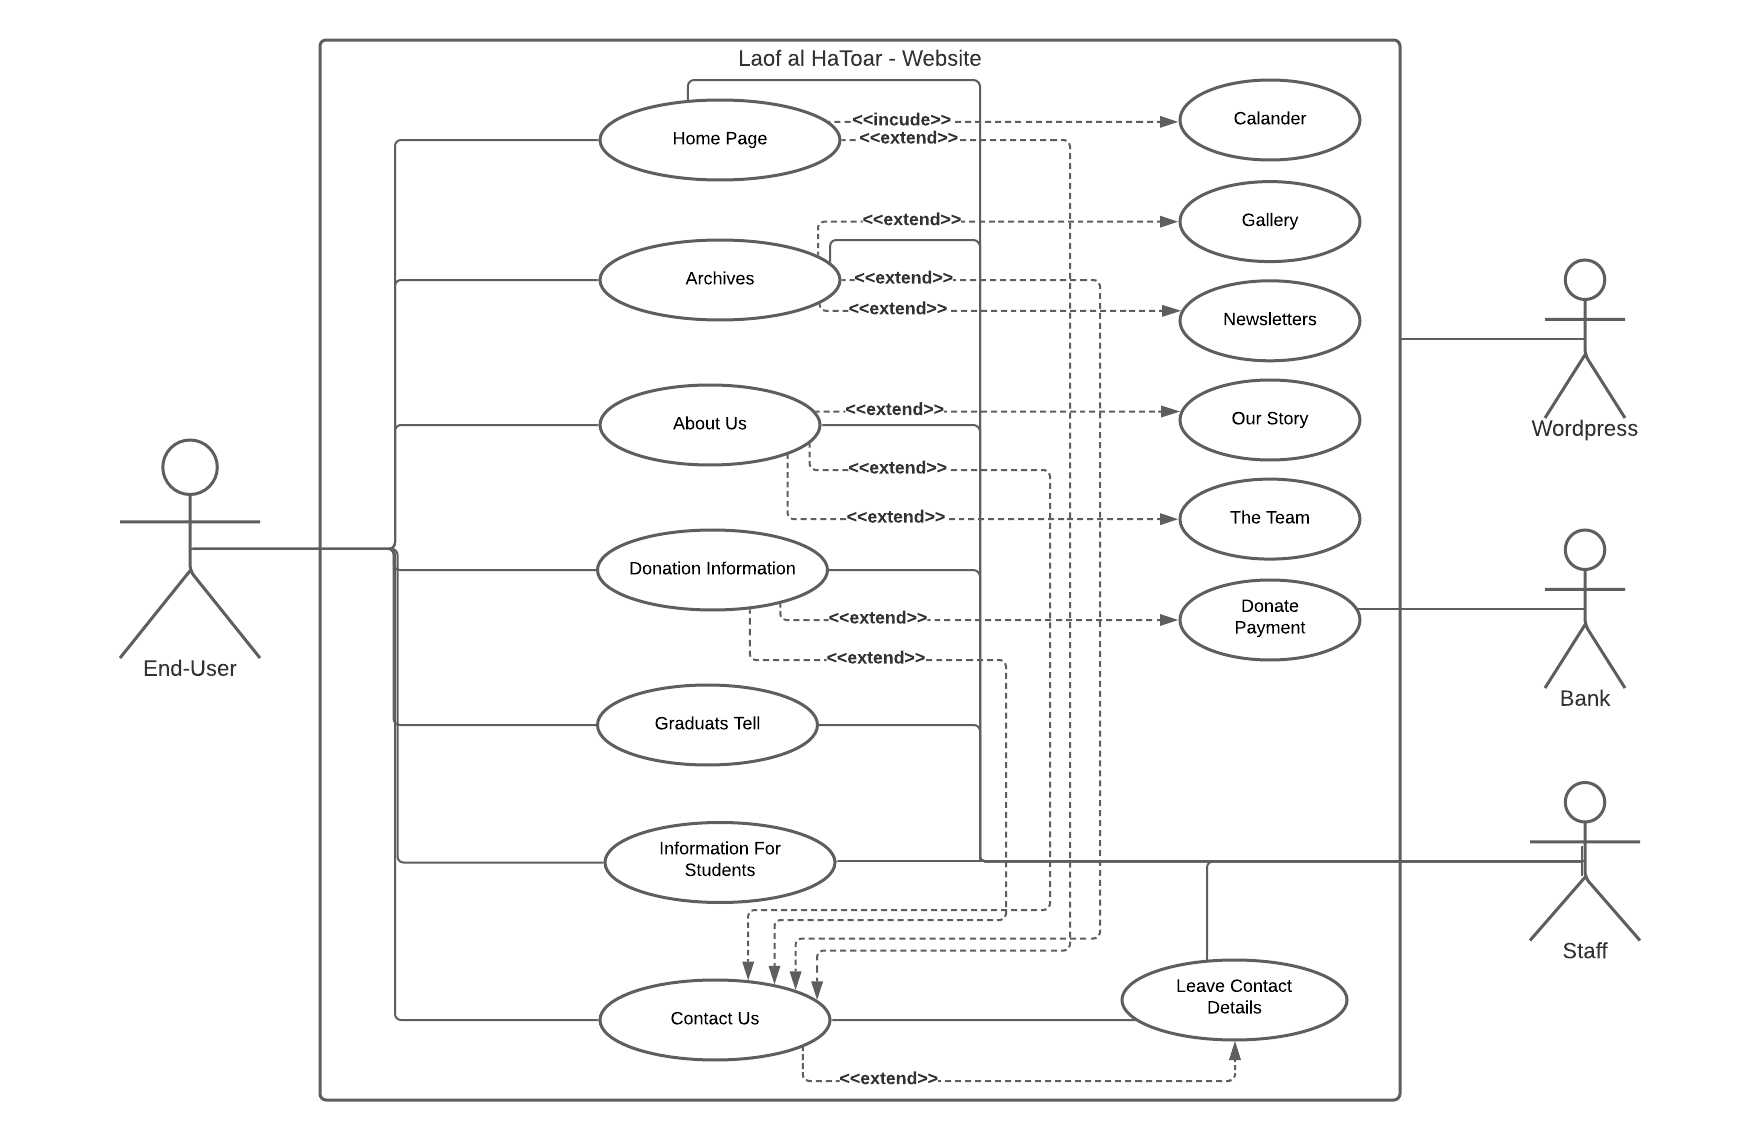 Laof al HaToar - Website
Home Page
<<incude>>
<<extend>>
Calander
Archives
<<extend>>
<<extend>>
<<extend>>
Gallery
Newsletters
About Us
<<extend>>
<<extend>>
<<extend>>
Our Story
The Team
Donation Information
<<extend>>
<<extend>>
Donate
Payment
Graduats Tell
Information For
Students
Contact Us
<<extend>>
Leave Contact
Details
End-User
Wordpress
Bank
Staff